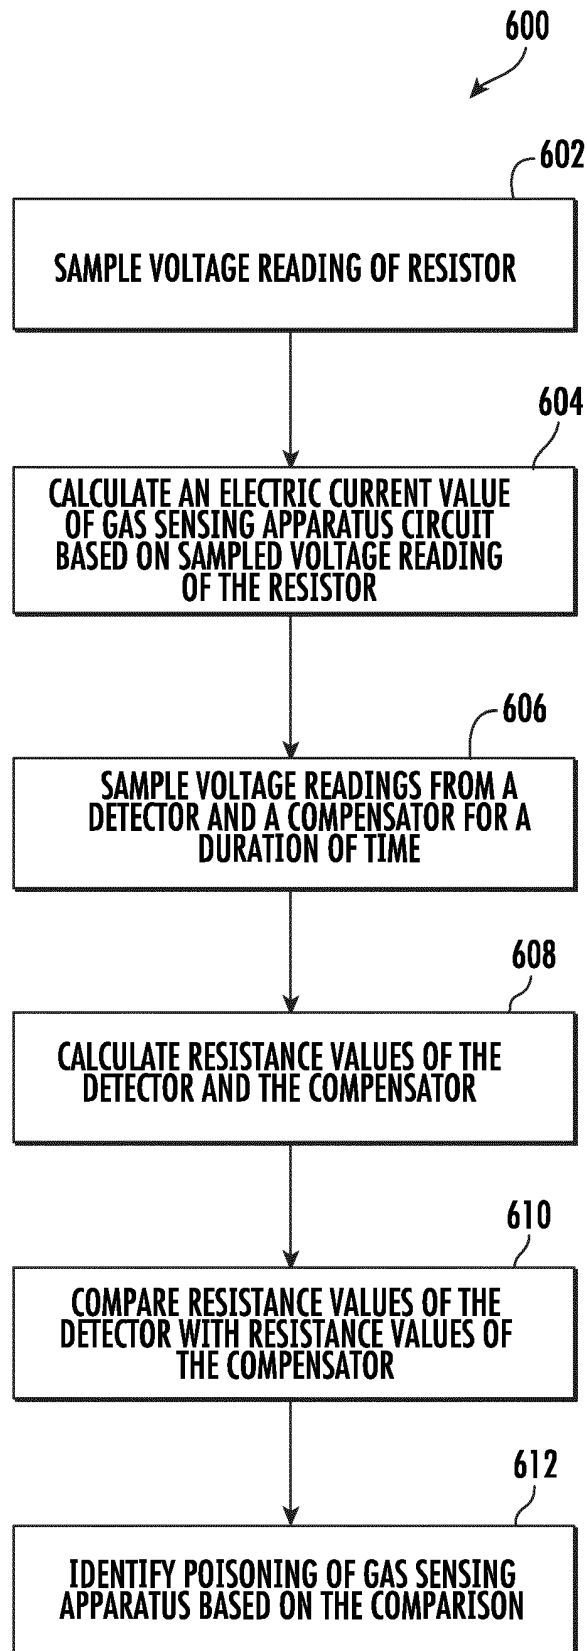 600
602
SAMPLE VOLTAGE READING OF RESISTOR
604
CALCULATE AN ELECTRIC CURRENT VALUE
OF GAS SENSING APPARATUS CIRCUIT
BASED ON SAMPLED VOLTAGE READING
OF THE RESISTOR
606
SAMPLE VOLTAGE READINGS FROM A
DETECTOR AND A COMPENSATOR FOR A
DURATION OF TIME
608
CALCULATE RESISTANCE VALUES OF THE
DETECTOR AND THE COMPENSATOR
610
COMPARE RESISTANCE VALUES OF THE
DETECTOR WITH RESISTANCE VALUES OF
THE COMPENSATOR
612
IDENTIFY POISONING OF GAS SENSING
APPARATUS BASED ON THE COMPARISON